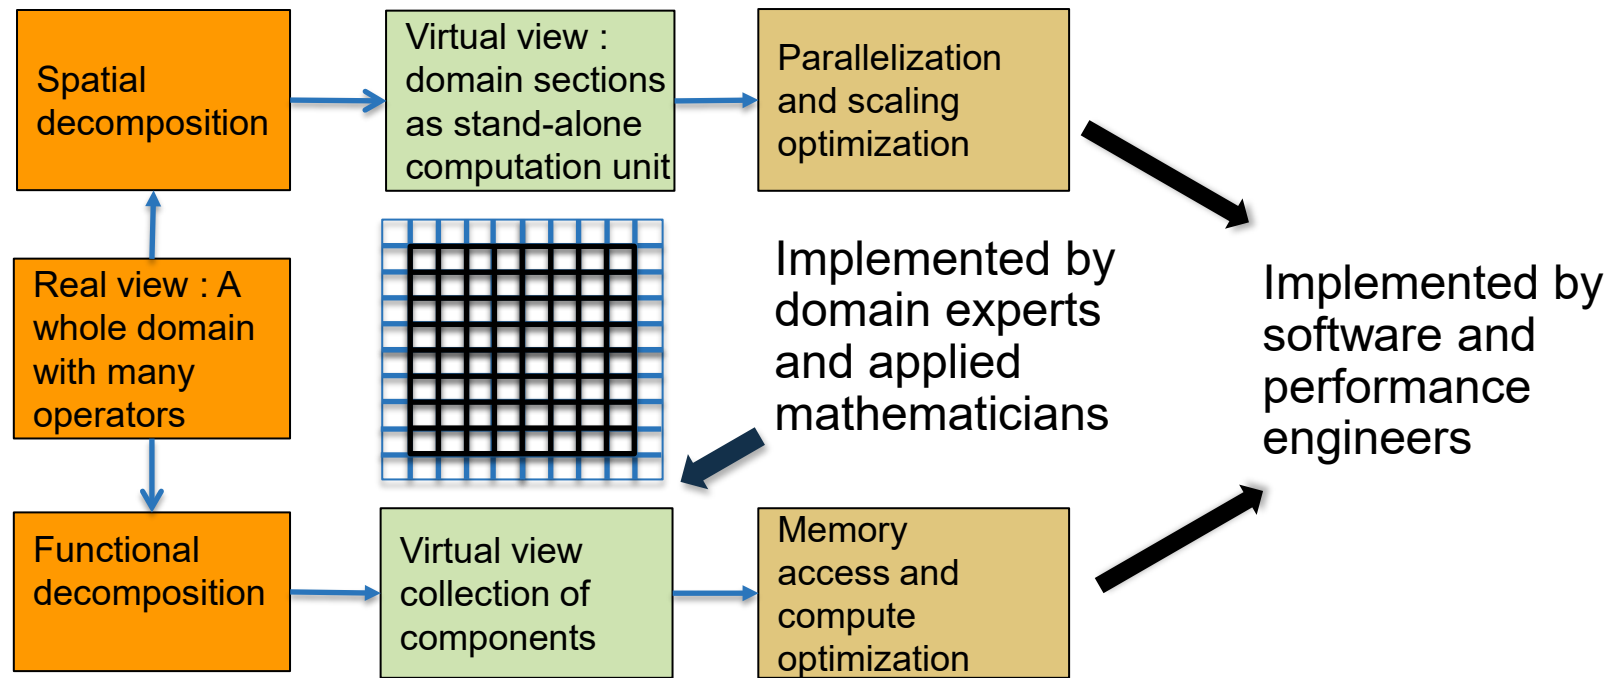 Spatial
decomposition
Virtual view :
domain sections
as stand-alone
computation unit
Parallelization
and scaling
optimization
Real view : A
whole domain
with many
operators
Implemented by
domain experts
and applied
mathematicians
Implemented by
software and
performance
engineers
Functional
decomposition
Virtual view
collection of
components
Memory
access and
compute
optimization